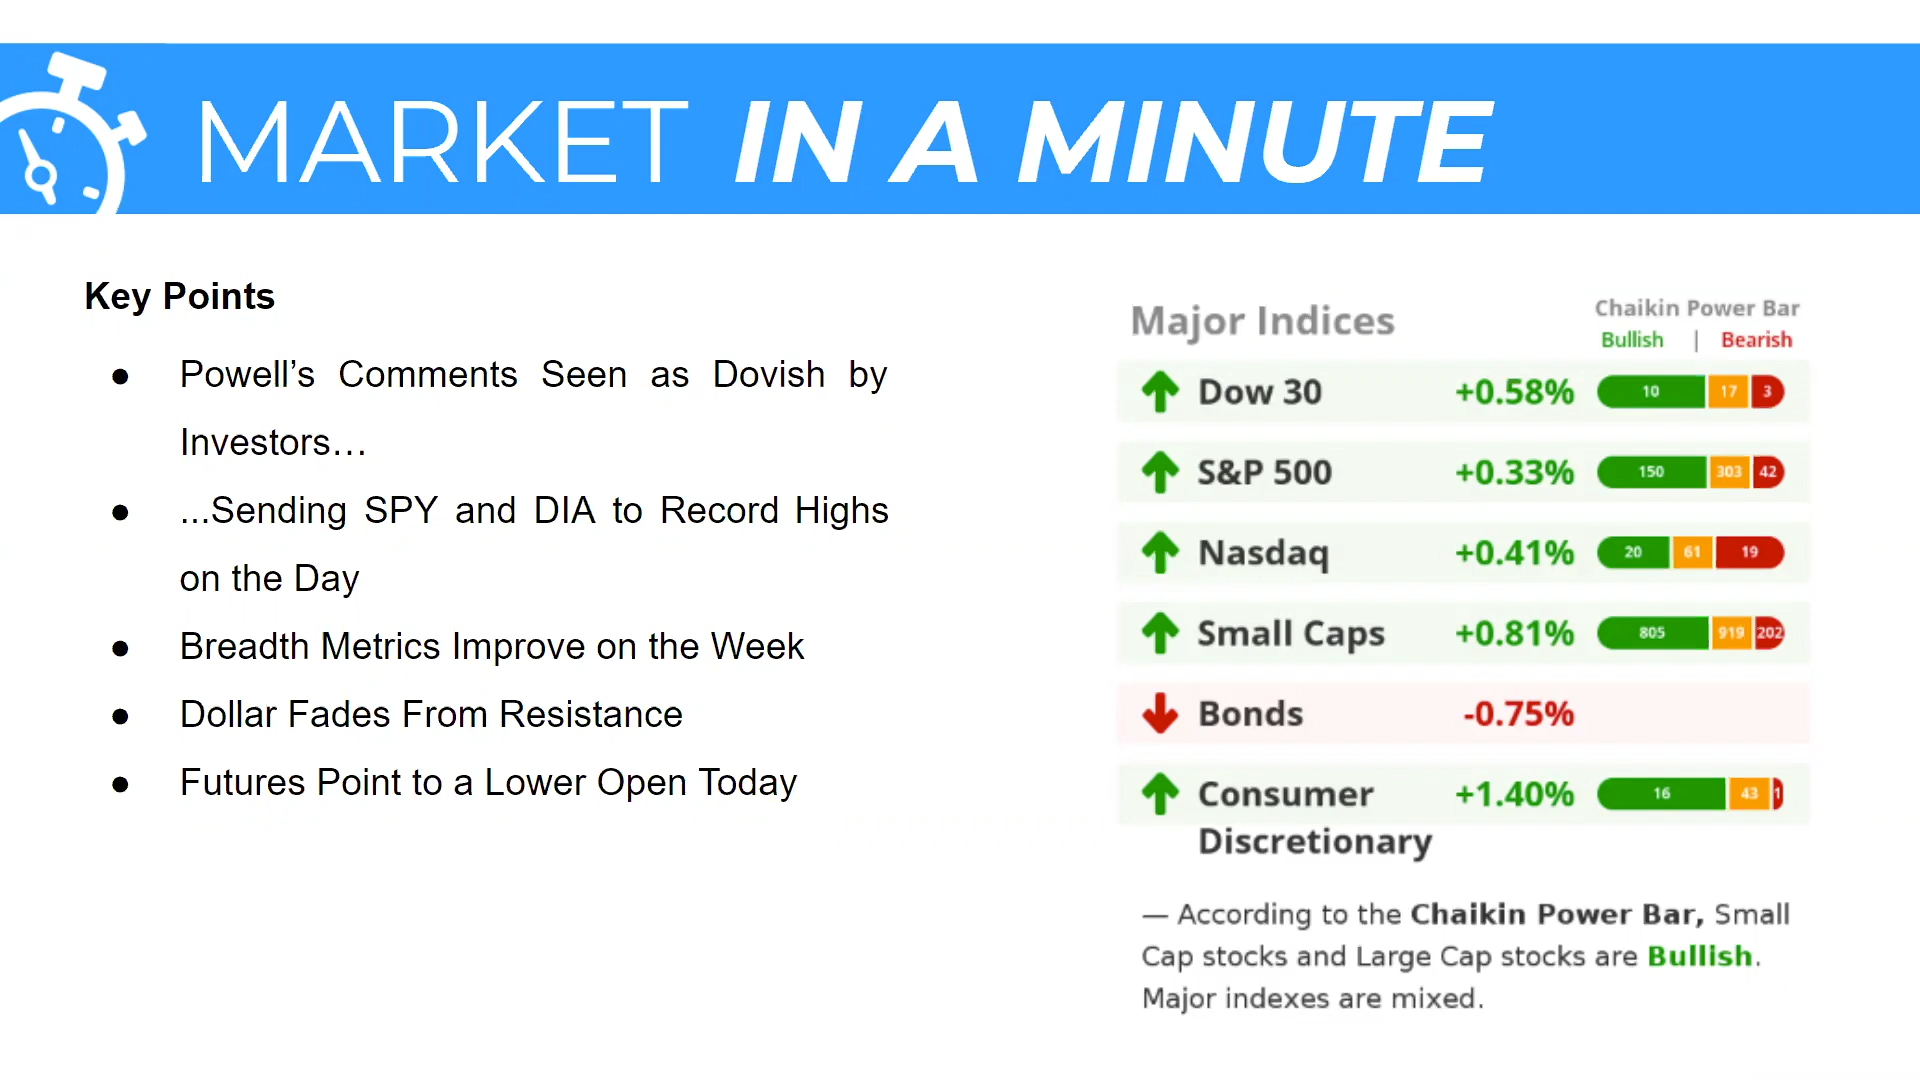 MARKET IN A MINUTE
Key Points
● Powell’s Comments Seen as Dovish by
Investors…
● ...Sending SPY and DIA to Record Highs
on the Day
● Breadth Metrics Improve on the Week
● Dollar Fades From Resistance
● Futures Point to a Lower Open Today
Major Indices
Chaikin Power Bar
Bullish | Bearish
Dow 30 +0.58% 10 17 3
S&P 500 +0.33% 150 303 42
Nasdaq +0.41% 20 61 19
Small Caps +0.81% 805 919 202
Bonds -0.75%
Consumer +1.40% 16 43 1
Discretionary
— According to the Chaikin Power Bar, Small
Cap stocks and Large Cap stocks are Bullish.
Major indexes are mixed.